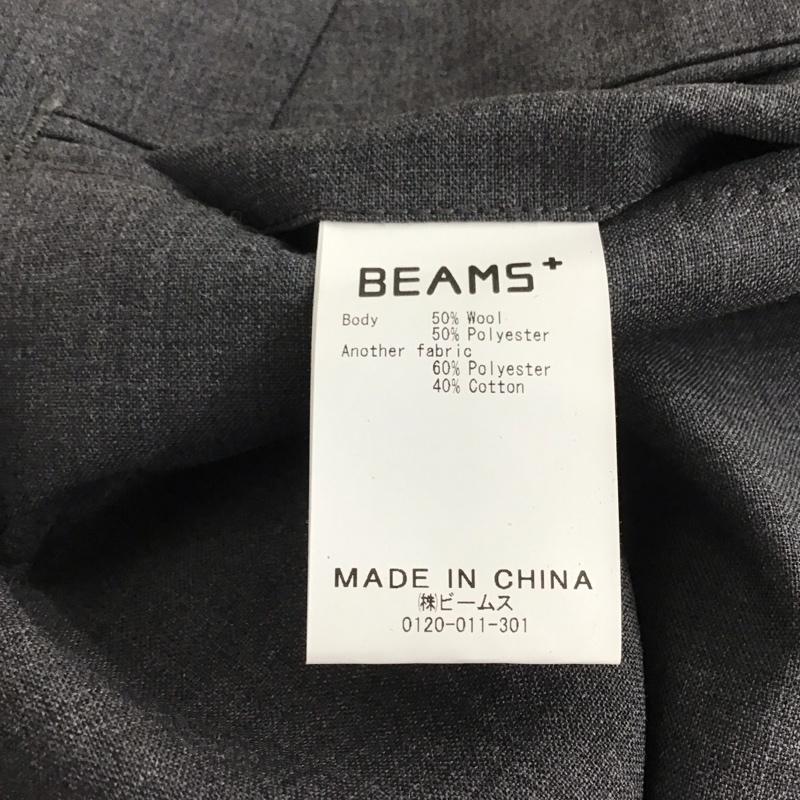 BEAMS+
Body 50% Wool
50% Polyester
Another fabric
60% Polyester
40% Cotton
MADE IN CHINA
㈱ビームス
0120-011-301